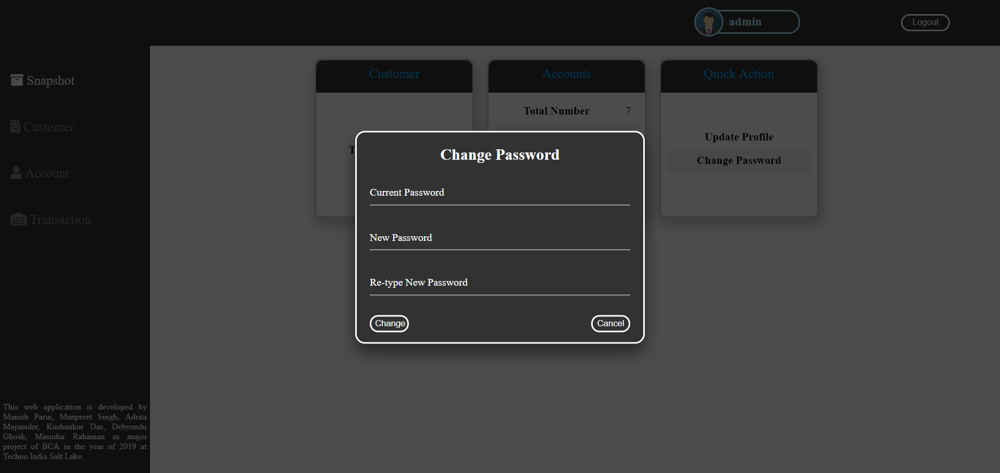 admin
Logout
Snapshot
Customer
Account
Transaction
Customer
Accounts
Quick Action
Total Number 7
Update Profile
Change Password
Change Password
Current Password
New Password
Re-type New Password
Change
Cancel
This web application is developed by
Manish Parui, Manpreet Singh, Adrita
Majumder, Kushankur Das, Debyendu
Ghosh, Masudur Rahaman as major
project of BCA in the year of 2019 at
Techno India Salt Lake.